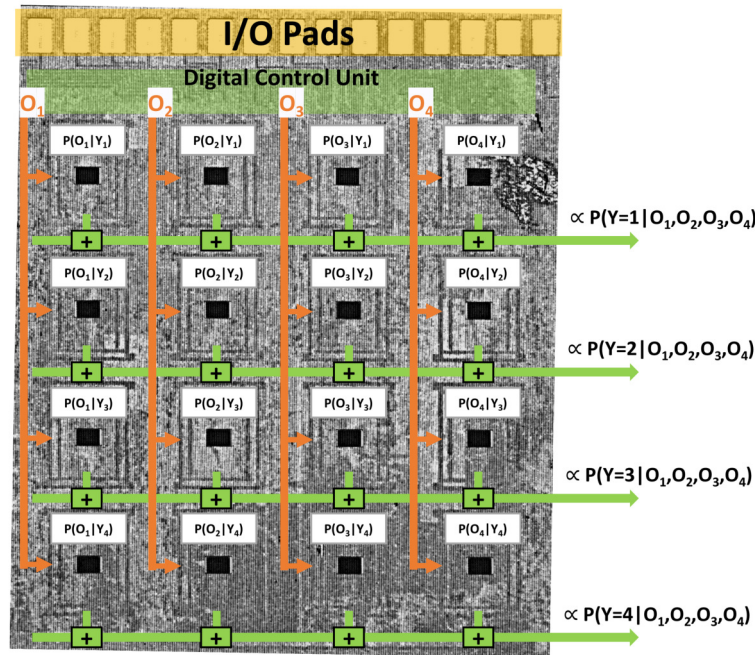 I/O Pads
Digital Control Unit
O₁ O₂ O₃ O₄
P(O₁|Y₁) P(O₂|Y₁) P(O₃|Y₁) P(O₄|Y₁)
+ + + +
∝ P(Y=1|O₁,O₂,O₃,O₄)
P(O₁|Y₂) P(O₂|Y₂) P(O₃|Y₂) P(O₄|Y₂)
+ + + +
∝ P(Y=2|O₁,O₂,O₃,O₄)
P(O₁|Y₃) P(O₂|Y₃) P(O₃|Y₃) P(O₄|Y₃)
+ + + +
∝ P(Y=3|O₁,O₂,O₃,O₄)
P(O₁|Y₄) P(O₂|Y₄) P(O₃|Y₄) P(O₄|Y₄)
+ + + +
∝ P(Y=4|O₁,O₂,O₃,O₄)